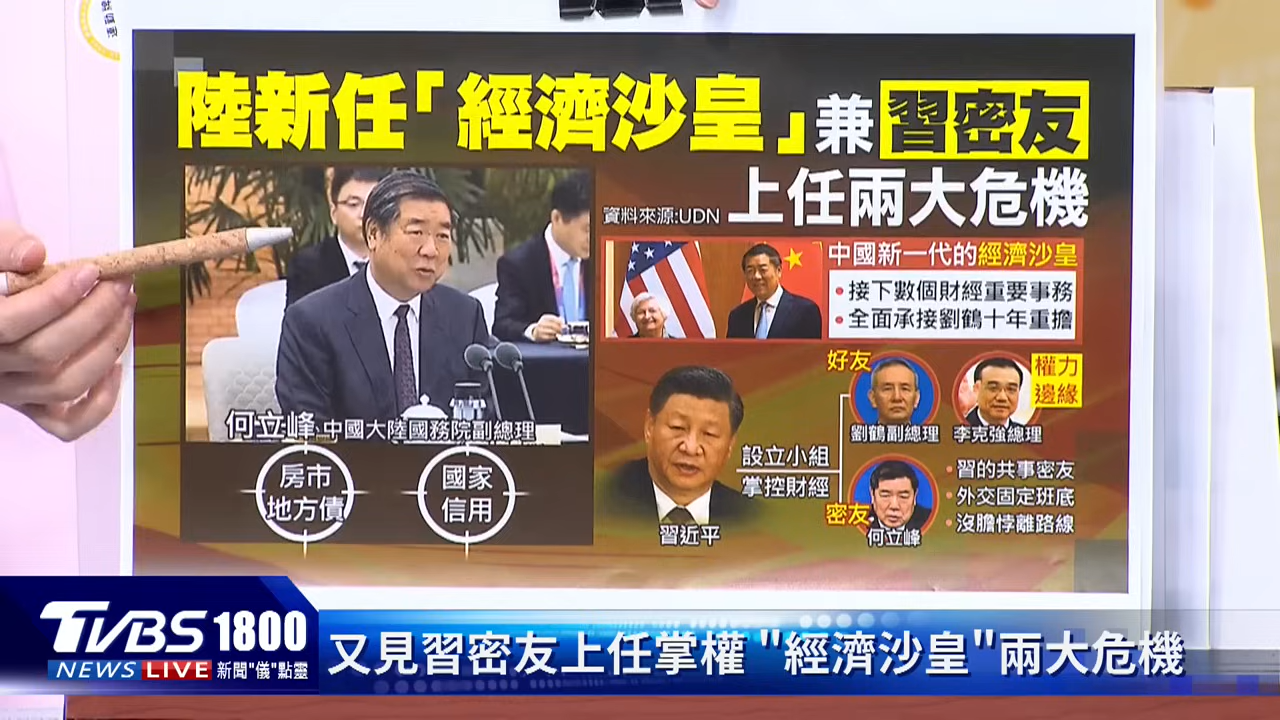 陸新任「經濟沙皇」兼習密友
上任兩大危機
資料來源:UDN
何立峰 中國大陸國務院副總理
房市
地方債
國家
信用
中國新一代的經濟沙皇
•接下數個財經重要事務
•全面承接劉鶴十年重擔
習近平
設立小組
掌控財經
好友
劉鶴副總理
李克強總理
權力
邊緣
密友
何立峰
•習的共事密友
•外交固定班底
•沒膽悖離路線
TVBS 1800
NEWS LIVE 新聞"儀"點靈
又見習密友上任掌權 "經濟沙皇"兩大危機